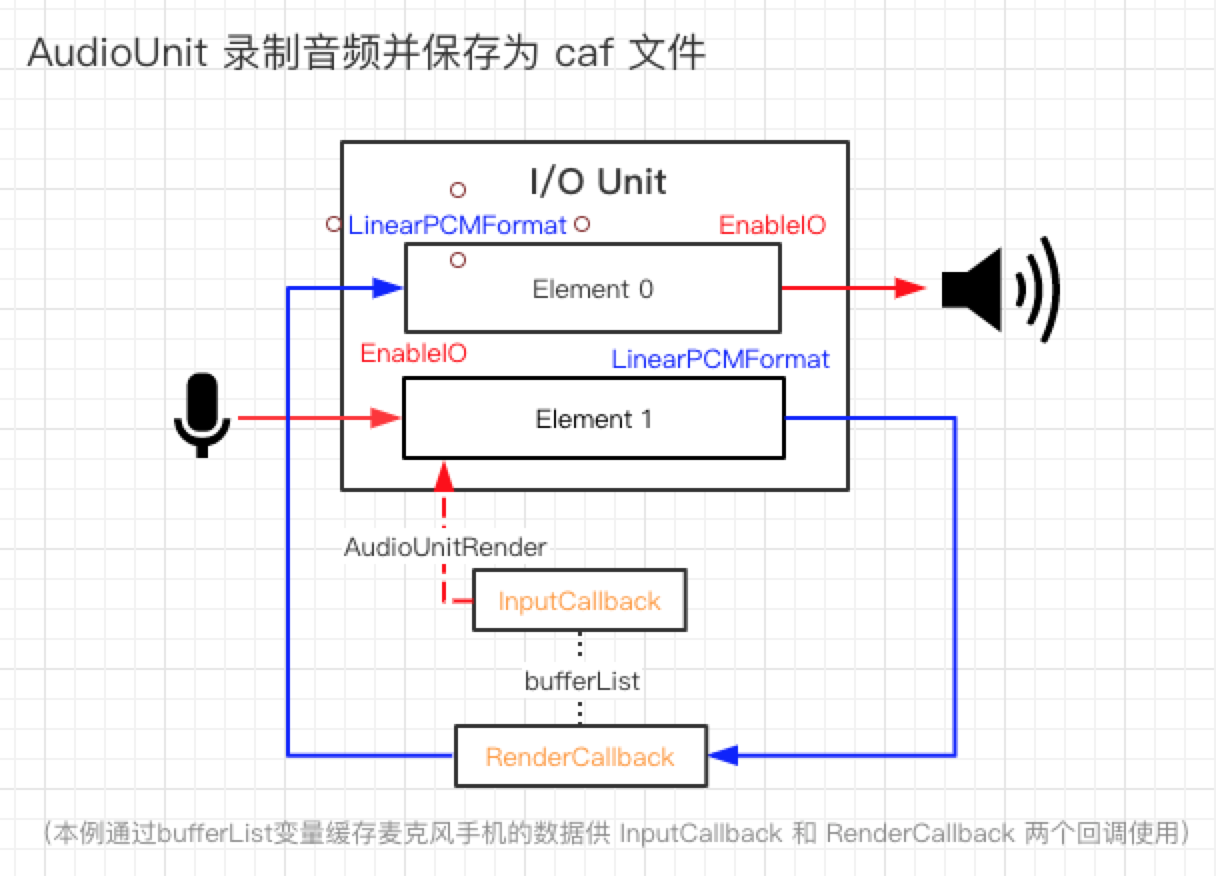 AudioUnit 录制音频并保存为 caf 文件
I/O Unit
LinearPCMFormat
EnableIO
Element 0
EnableIO
LinearPCMFormat
Element 1
AudioUnitRender
InputCallback
bufferList
RenderCallback
(本例通过bufferList变量缓存麦克风手机的数据供 InputCallback 和 RenderCallback 两个回调使用)